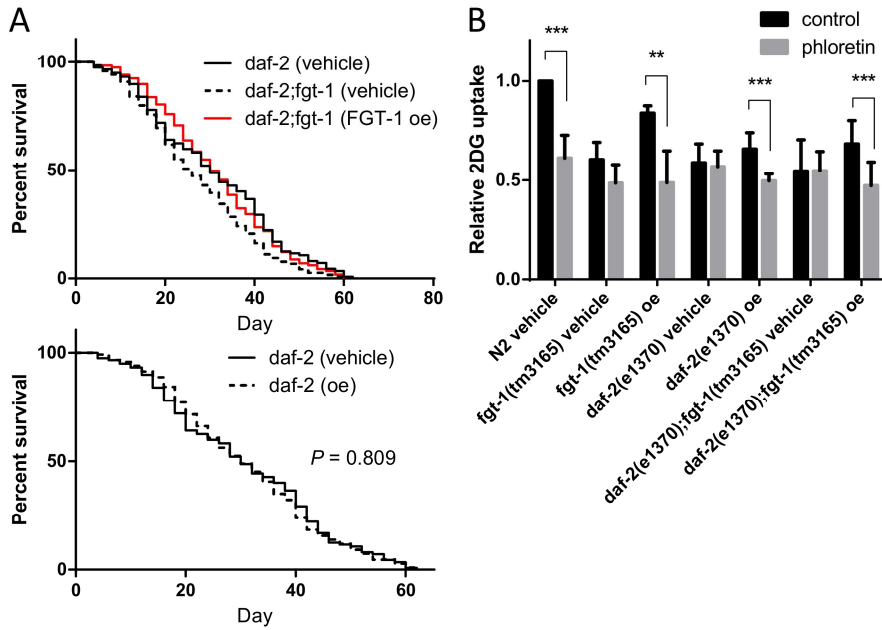 A
Percent survival
100
50
0
0 20 40 60 80
Day
daf-2 (vehicle)
daf-2;fgt-1 (vehicle)
daf-2;fgt-1 (FGT-1 oe)
Percent survival
100
50
0
0 20 40 60
Day
daf-2 (vehicle)
daf-2 (oe)
P = 0.809
B
control
phloretin
Relative 2DG uptake
1.0
0.5
0.0
*** ** *** ***
N2 vehicle
fgt-1(tm3165) vehicle
fgt-1(tm3165) oe
daf-2(e1370) vehicle
daf-2(e1370) oe
daf-2(e1370);fgt-1(tm3165) vehicle
daf-2(e1370);fgt-1(tm3165) oe